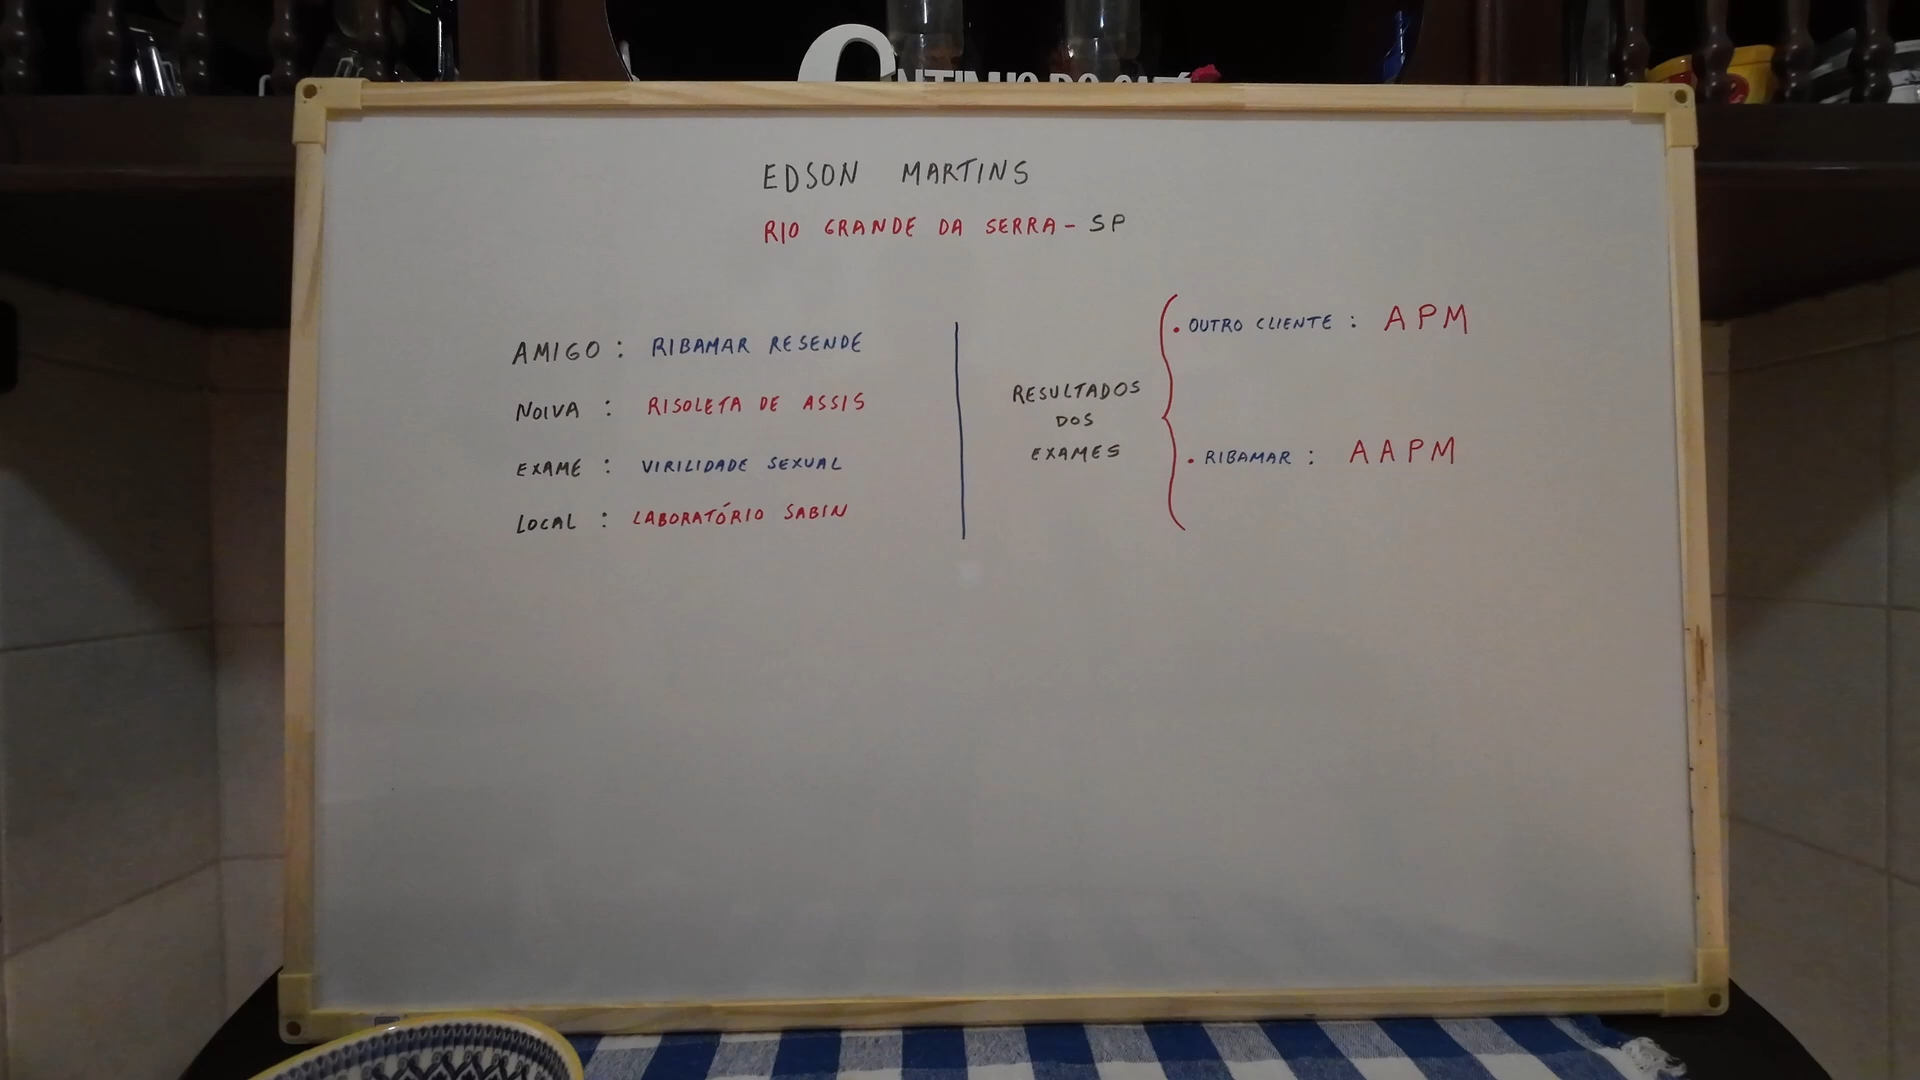 EDSON MARTINS
RIO GRANDE DA SERRA - SP
AMIGO : RIBAMAR RESENDE
NOIVA : RISOLETA DE ASSIS
EXAME : VIRILIDADE SEXUAL
LOCAL : LABORATÓRIO SABIN
RESULTADOS
DOS
EXAMES
. OUTRO CLIENTE : APM
. RIBAMAR : AAPM